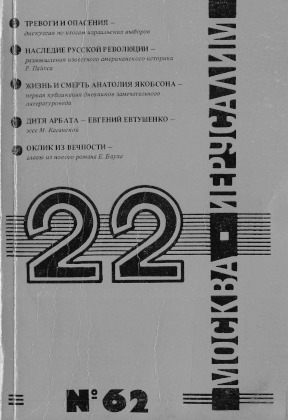 ТРЕВОГИ И ОПАСЕНИЯ –
дискуссия по итогам израильских выборов
НАСЛЕДИЕ РУССКОЙ РЕВОЛЮЦИИ –
размышления известного американского историка
Р. Пайпса
ЖИЗНЬ И СМЕРТЬ АНАТОЛИЯ ЯКОБСОНА –
первая публикация дневников замечательного
литературоведа
ДИТЯ АРБАТА – ЕВГЕНИЙ ЕВТУШЕНКО –
эссе М. Каганской
ОКЛИК ИЗ ВЕЧНОСТИ –
главы из нового романа Е. Бауха
22
МОСКВА - ИЕРУСАЛИМ
№ 62